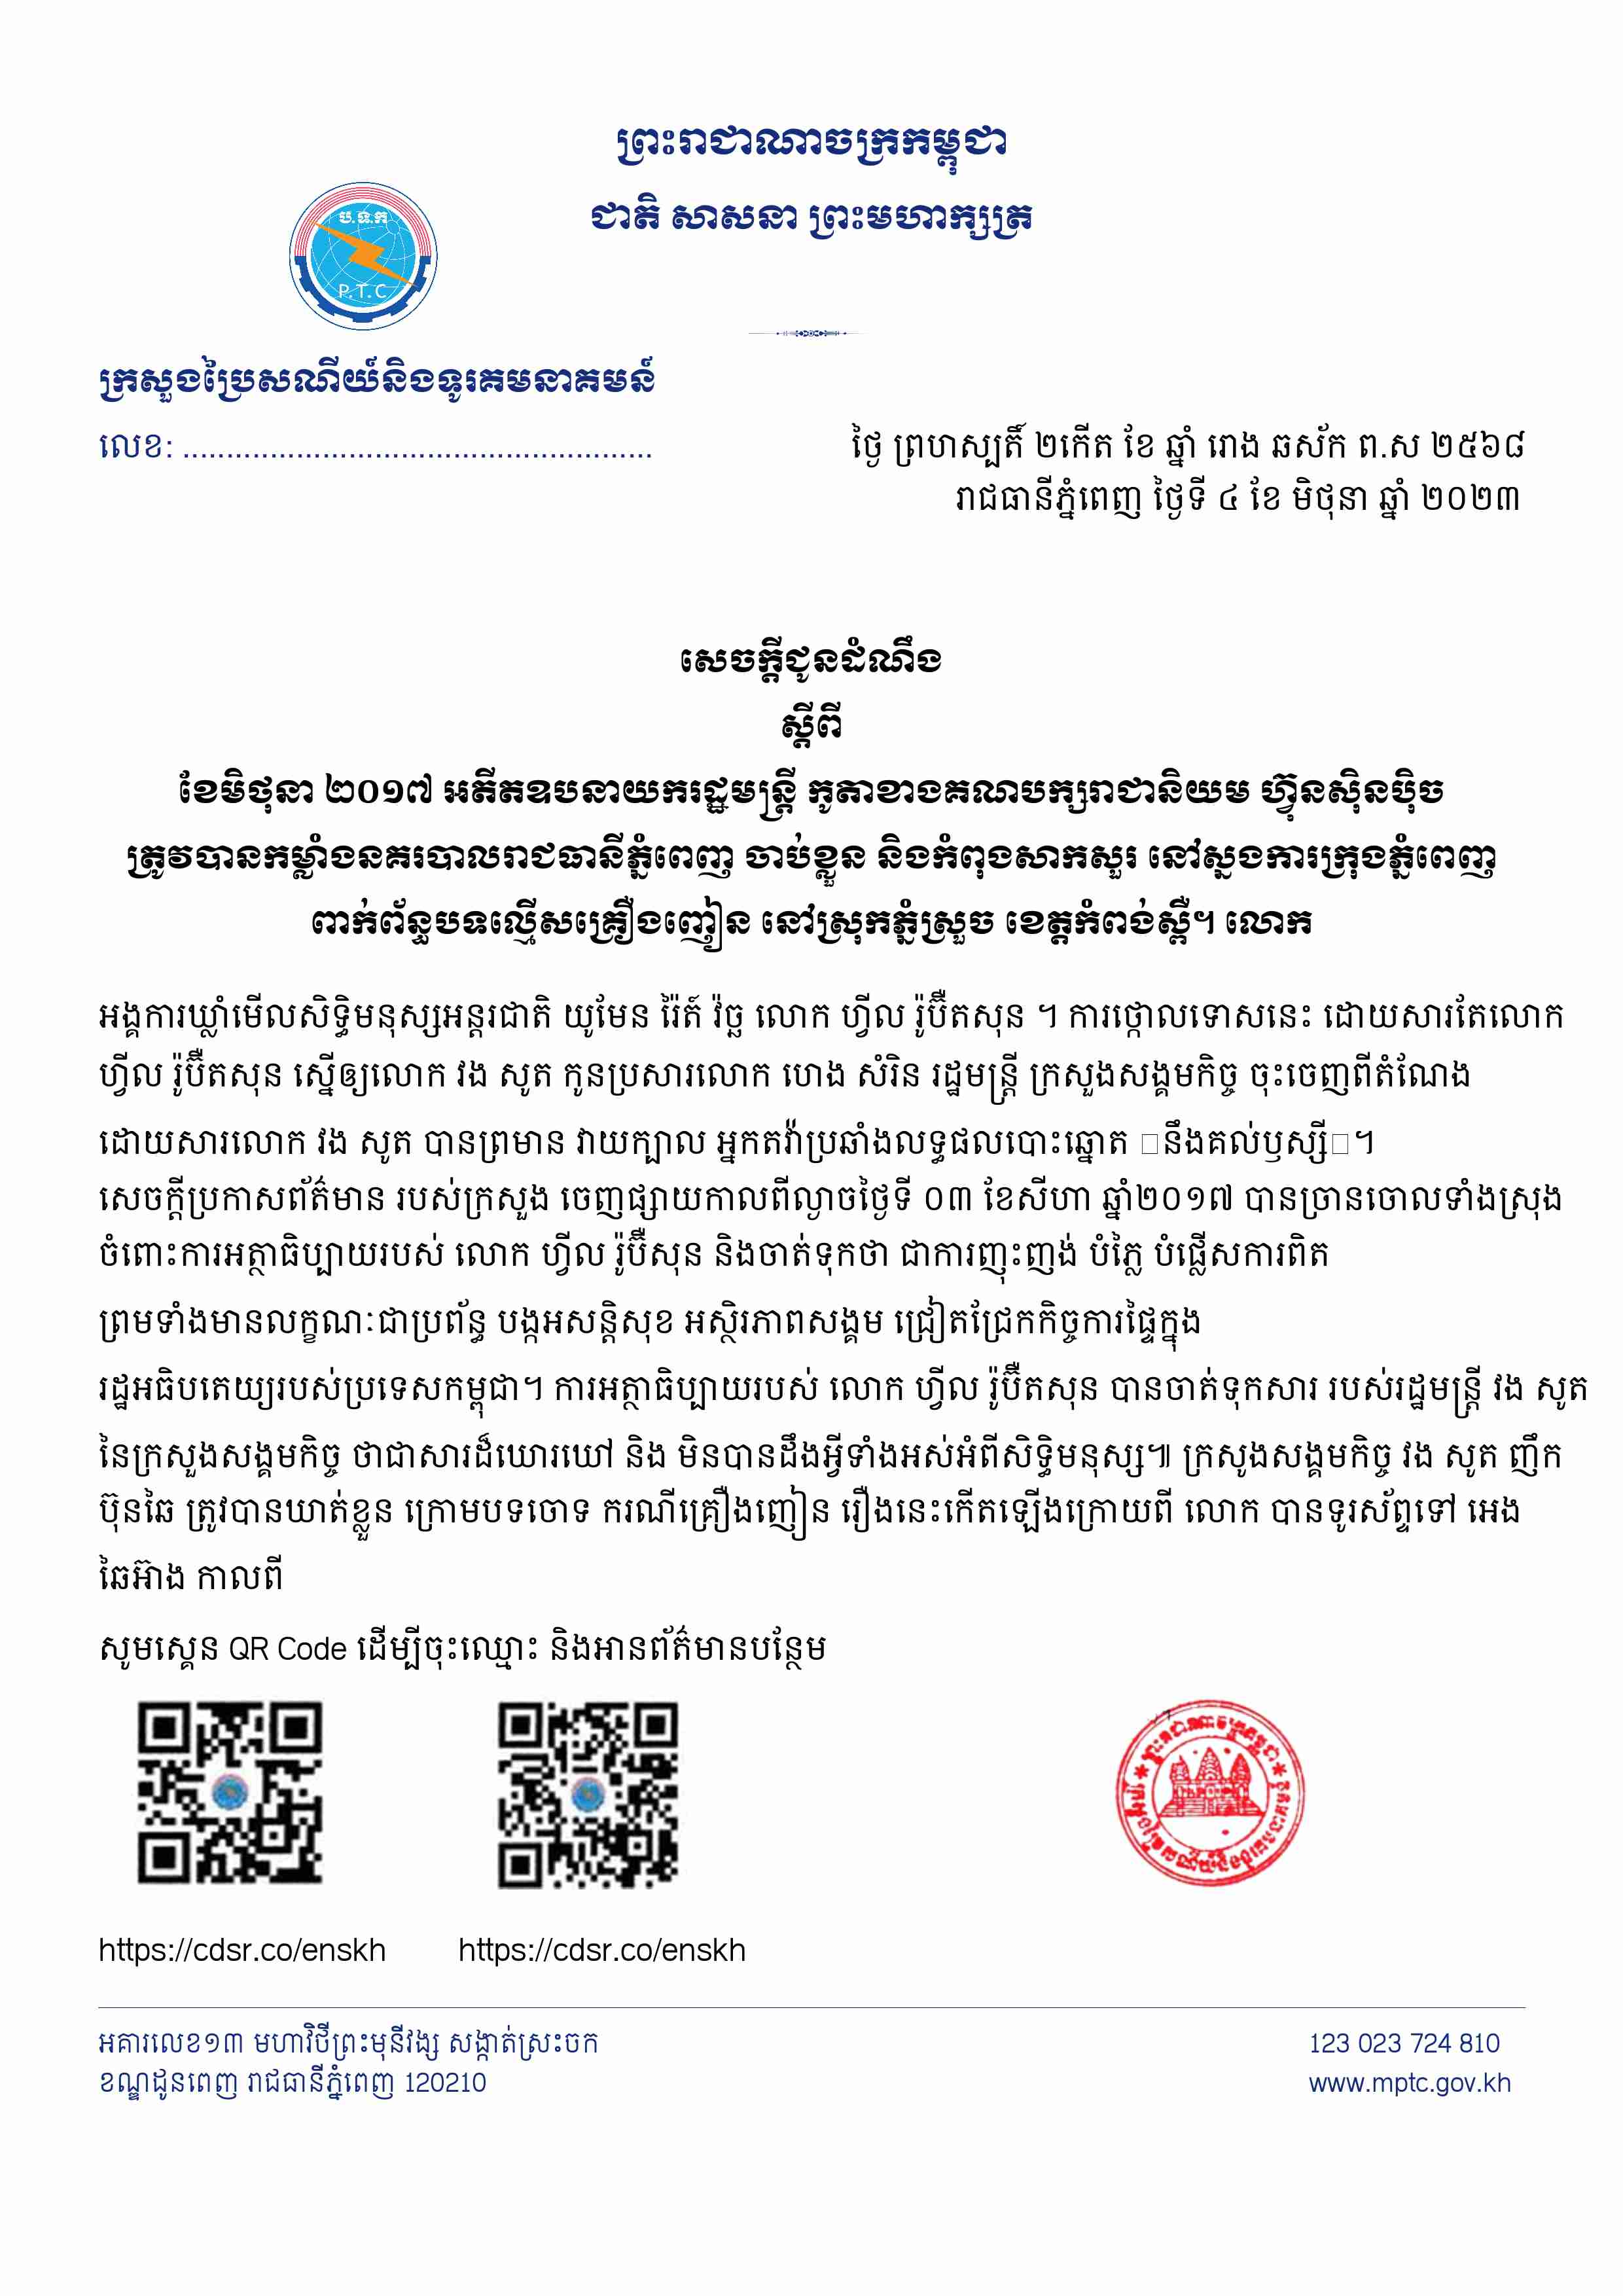 ព្រះរាជាណាចក្រកម្ពុជា
ជាតិ សាសនា ព្រះមហាក្សត្រ
ប.ទ.ក
P.T.C
ក្រសួងប្រៃសណីយ៍និងទូរគមនាគមន៍
លេខ: ......................................................
ថ្ងៃ ព្រហស្បតិ៍ ២កើត ខែ ឆ្នាំ រោង ឆស័ក ព.ស ២៥៦៨
រាជធានីភ្នំពេញ ថ្ងៃទី ៤ ខែ មិថុនា ឆ្នាំ ២០២៣
សេចក្តីជូនដំណឹង
ស្តីពី
ខែមិថុនា ២០១៧ អតីតឧបនាយករដ្ឋមន្ត្រី កូតាខាងគណបក្សរាជានិយម ហ៊្វុនស៊ិនប៉ិច
ត្រូវបានកម្លាំងនគរបាលរាជធានីភ្នំពេញ ចាប់ខ្លួន និងកំពុងសាកសួរ នៅស្នងការក្រុងភ្នំពេញ
ពាក់ព័ន្ធបទល្មើសគ្រឿងញៀន នៅស្រុកភ្នំស្រួច ខេត្តកំពង់ស្ពឺ។ លោក
អង្គការឃ្លាំមើលសិទ្ធិមនុស្សអន្តរជាតិ យូមែន រ៉ៃត៍ វ៉ច្ឆ លោក ហ្វីល រ៉ូប៊ឺតសុន ។ ការថ្កោលទោសនេះ ដោយសារតែលោក
ហ្វីល រ៉ូប៊ឺតសុន ស្នើឲ្យលោក វង សូត កូនប្រសារលោក ហេង សំរិន រដ្ឋមន្ត្រី ក្រសួងសង្គមកិច្ច ចុះចេញពីតំណែង
ដោយសារលោក វង សូត បានព្រមាន វាយក្បាល អ្នកតវ៉ាប្រឆាំងលទ្ធផលបោះឆ្នោត នឹងគល់ឫស្សី។
សេចក្តីប្រកាសព័ត៌មាន របស់ក្រសួង ចេញផ្សាយកាលពីល្ងាចថ្ងៃទី ០៣ ខែសីហា ឆ្នាំ២០១៧ បានច្រានចោលទាំងស្រុង
ចំពោះការអត្ថាធិប្បាយរបស់ លោក ហ្វីល រ៉ូប៊ឺសុន និងចាត់ទុកថា ជាការញុះញង់ បំភ្លៃ បំផ្លើសការពិត
ព្រមទាំងមានលក្ខណៈជាប្រព័ន្ធ បង្កអសន្តិសុខ អស្ថិរភាពសង្គម ជ្រៀតជ្រែកកិច្ចការផ្ទៃក្នុង
រដ្ឋអធិបតេយ្យរបស់ប្រទេសកម្ពុជា។ ការអត្ថាធិប្បាយរបស់ លោក ហ្វីល រ៉ូប៊ឺតសុន បានចាត់ទុកសារ របស់រដ្ឋមន្ត្រី វង សូត
នៃក្រសួងសង្គមកិច្ច ថាជាសារដ៏ឃោរឃៅ និង មិនបានដឹងអ្វីទាំងអស់អំពីសិទ្ធិមនុស្ស៕ ក្រសូងសង្គមកិច្ច វង សូត ញឹក
ប៊ុនឆៃ ត្រូវបានឃាត់ខ្លួន ក្រោមបទចោទ ករណីគ្រឿងញៀន រឿងនេះកើតឡើងក្រោយពី លោក បានទូរស័ព្ទទៅ អេង
ឆៃអ៊ាង កាលពី
សូមស្គេន QR Code ដើម្បីចុះឈ្មោះ និងអានព័ត៌មានបន្ថែម
ព្រះរាជាណាចក្រកម្ពុជា
ក្រសួងប្រៃសណីយ៍និងទូរគមនាគមន៍
https://cdsr.co/enskh https://cdsr.co/enskh
អគារលេខ១៣ មហាវិថីព្រះមុនីវង្ស សង្កាត់ស្រះចក
ខណ្ឌដូនពេញ រាជធានីភ្នំពេញ 120210
123 023 724 810
www.mptc.gov.kh